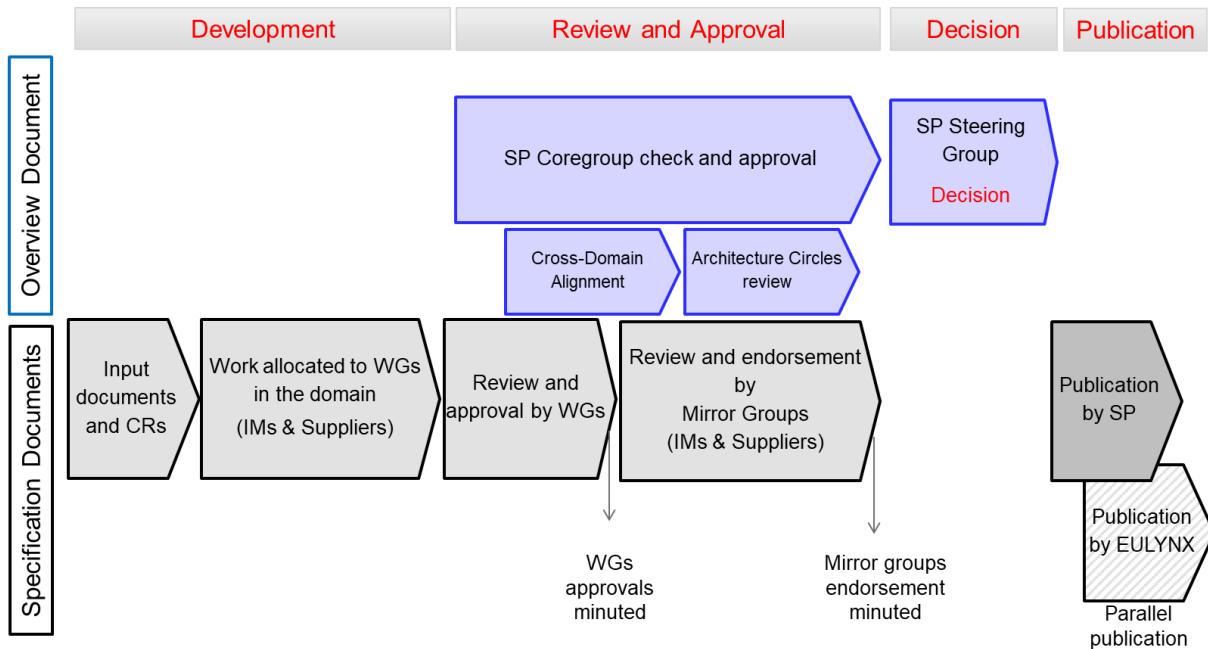 Development
Review and Approval
Decision
Publication
Overview Document
SP Coregroup check and approval
SP Steering
Group
Decision
Cross-Domain
Alignment
Architecture Circles
review
Specification Documents
Input
documents
and CRs
Work allocated to WGs
in the domain
(IMs & Suppliers)
Review and
approval by WGs
Review and endorsement
by
Mirror Groups
(IMs & Suppliers)
Publication
by SP
Publication
by EULYNX
WGs
approvals
minuted
Mirror groups
endorsement
minuted
Parallel
publication